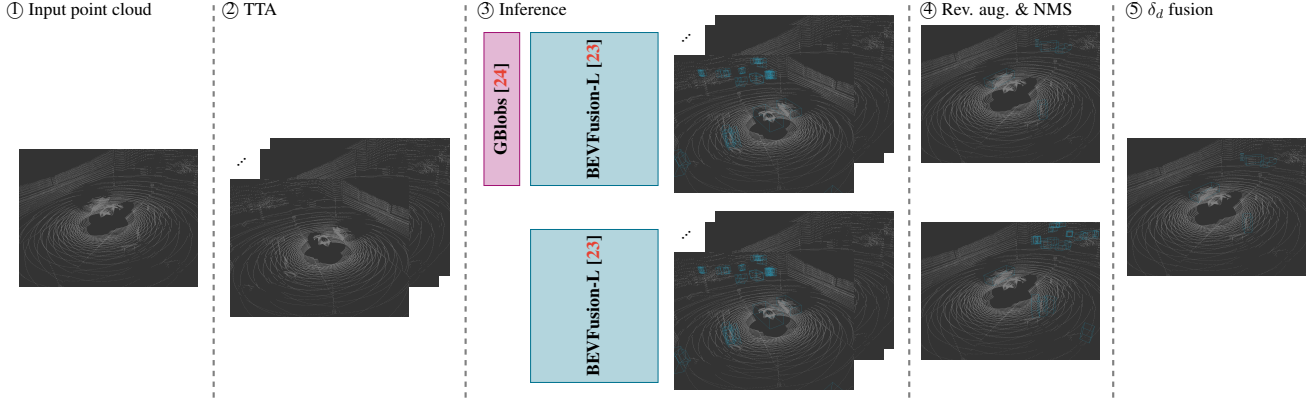 ① Input point cloud
② TTA
③ Inference
④ Rev. aug. & NMS
⑤ δd fusion
GBlobs [24]
BEVFusion-L [23]
BEVFusion-L [23]